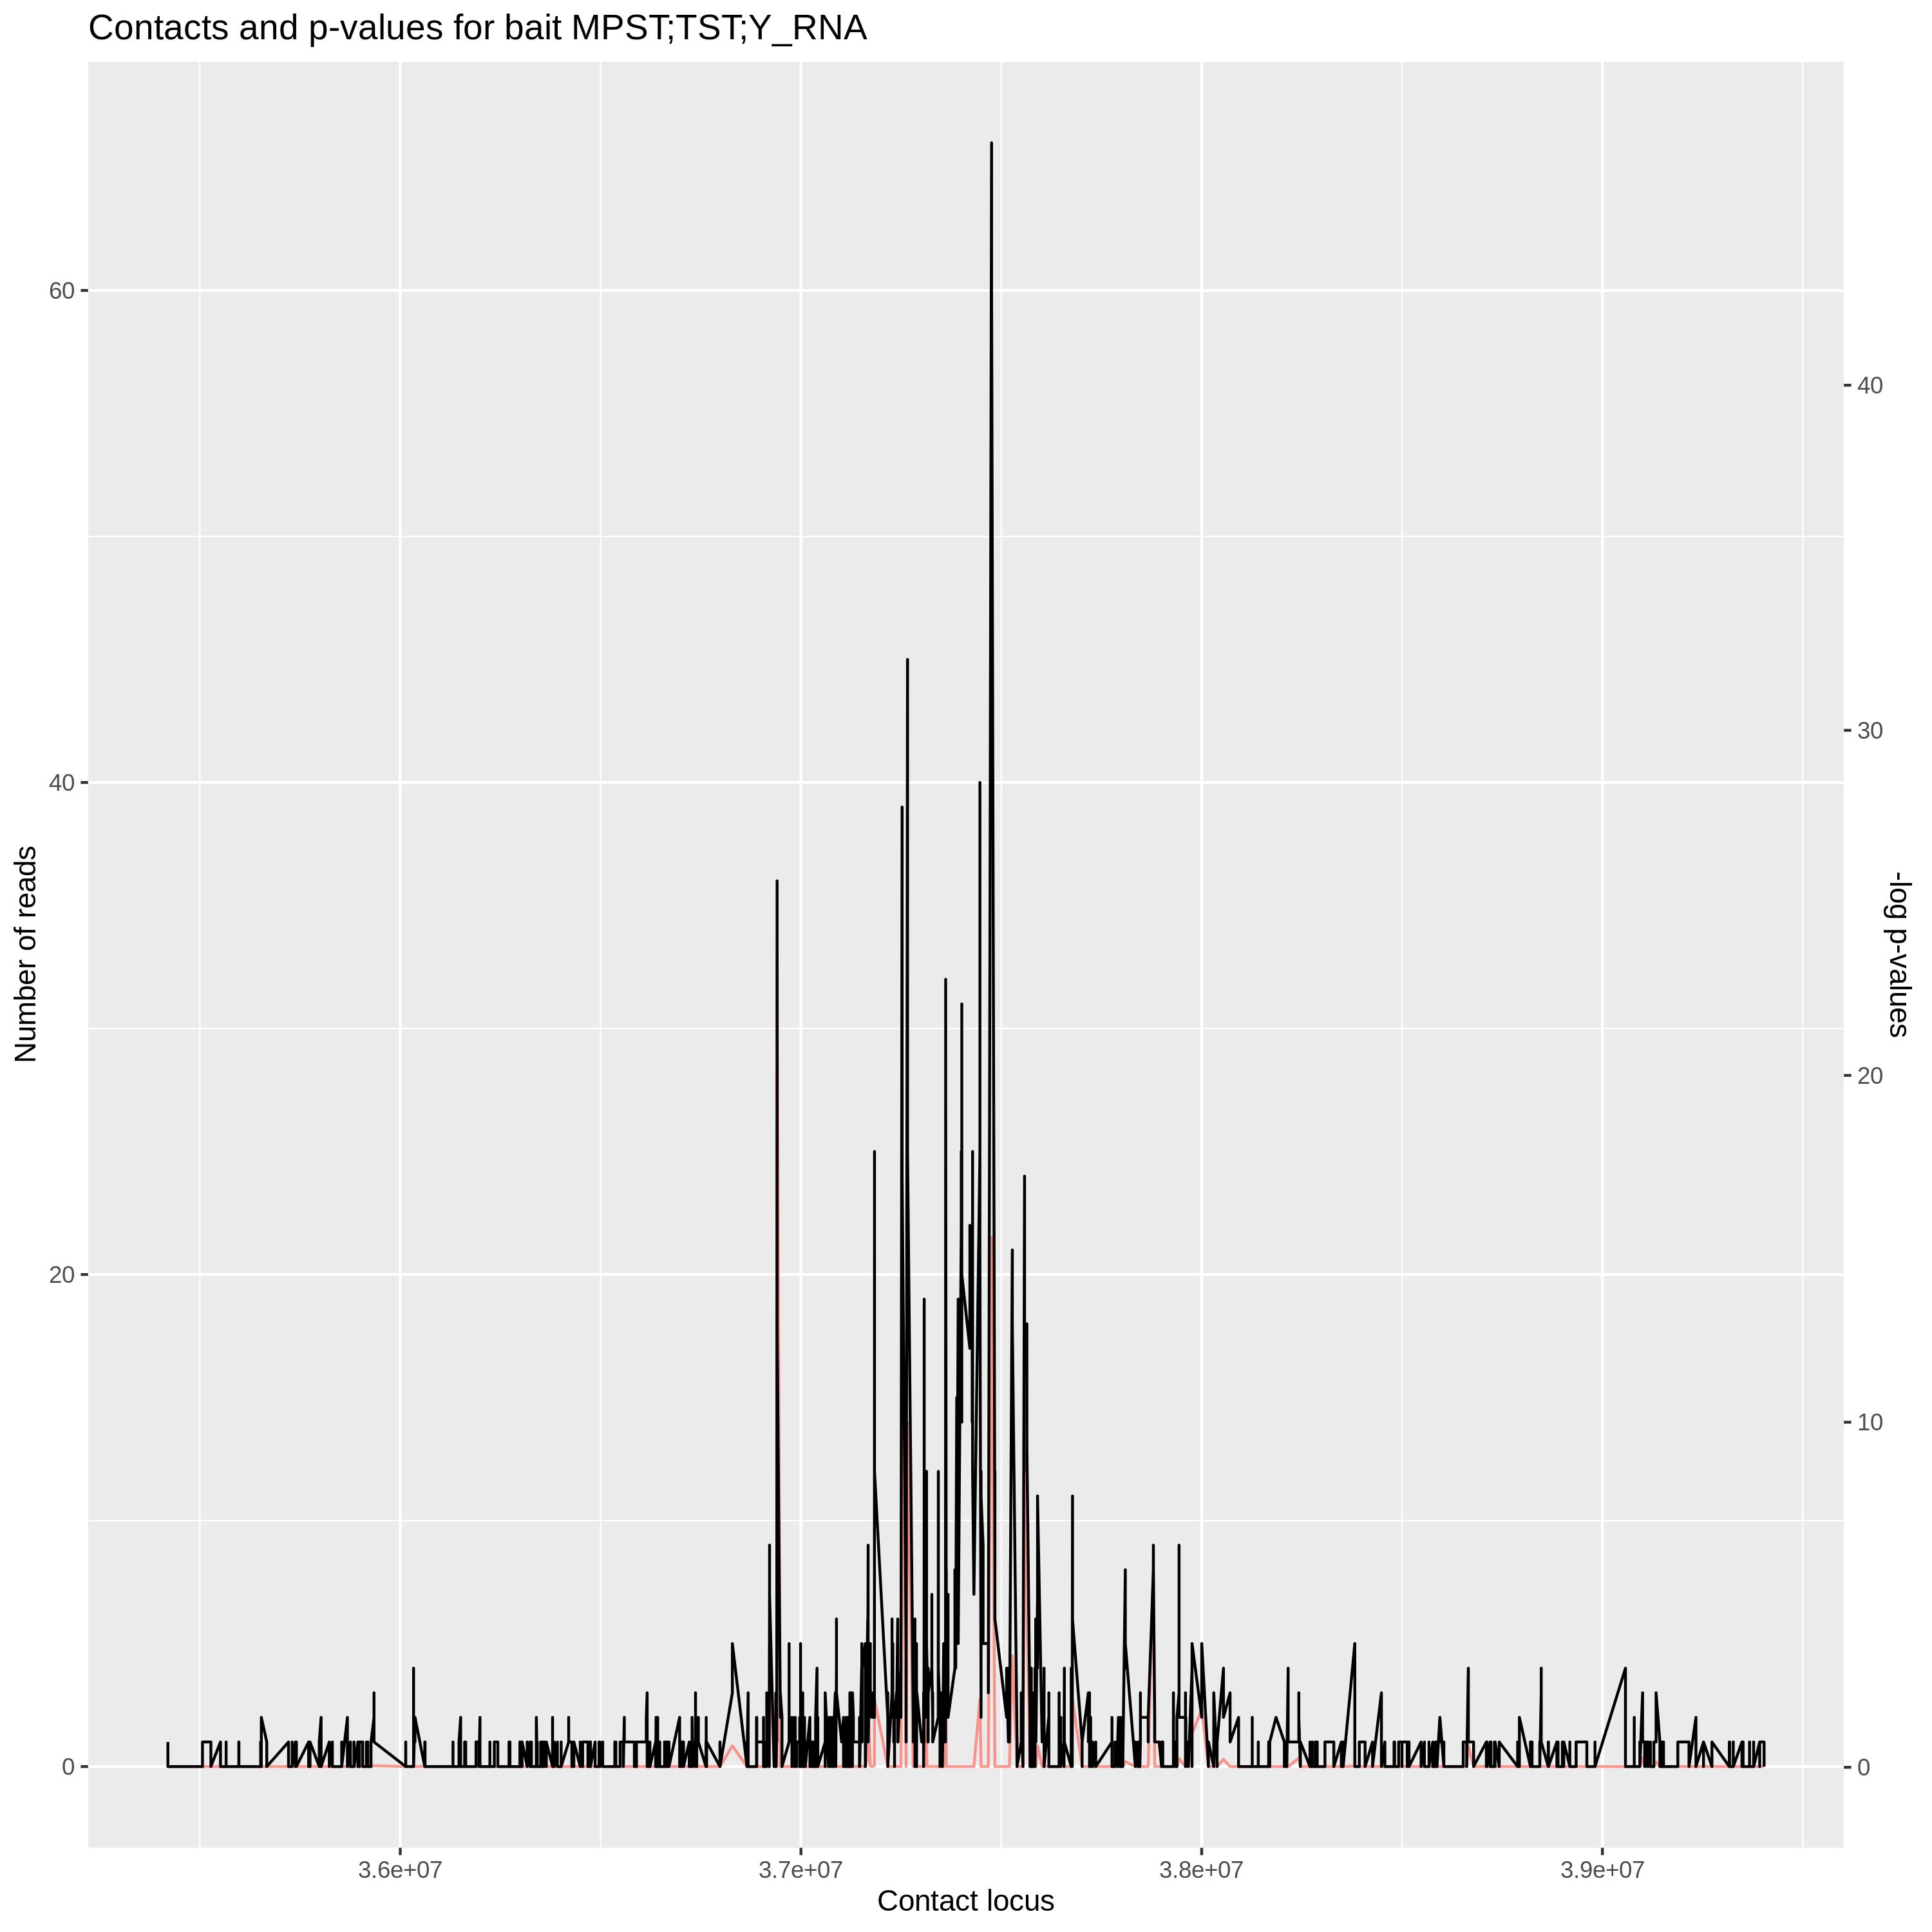 Contacts and p-values for bait MPST;TST;Y_RNA
Number of reads
60
40
20
0
40
30
20
10
0
-log p-values
3.6e+07
3.7e+07
3.8e+07
3.9e+07
Contact locus